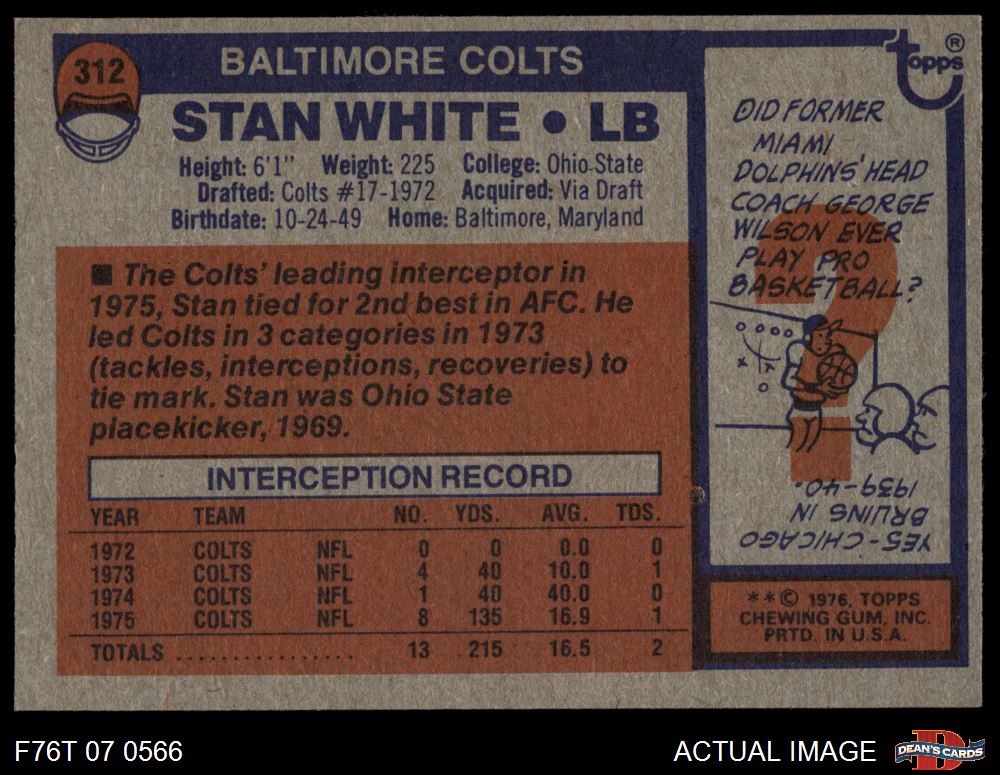 312
BALTIMORE COLTS
STAN WHITE • LB
Height: 6'1" Weight: 225 College: Ohio State
Drafted: Colts #17-1972 Acquired: Via Draft
Birthdate: 10-24-49 Home: Baltimore, Maryland
■ The Colts' leading interceptor in
1975, Stan tied for 2nd best in AFC. He
led Colts in 3 categories in 1973
(tackles, interceptions, recoveries) to
tie mark. Stan was Ohio State
placekicker, 1969.
INTERCEPTION RECORD
YEAR TEAM NO. YDS. AVG. TDS.
1972 COLTS NFL 0 0 0.0 0
1973 COLTS NFL 4 40 10.0 1
1974 COLTS NFL 1 40 40.0 0
1975 COLTS NFL 8 135 16.9 1
TOTALS ................. 13 215 16.5 2
topps ®
DID FORMER
MIAMI
DOLPHINS' HEAD
COACH GEORGE
WILSON EVER
PLAY PRO
BASKETBALL?
?
YES-CHICAGO
BRUINS IN
1939-40.
**© 1976, TOPPS
CHEWING GUM, INC.
PRTD. IN U.S.A.
F76T 07 0566
ACTUAL IMAGE
D
DEAN'S CARDS